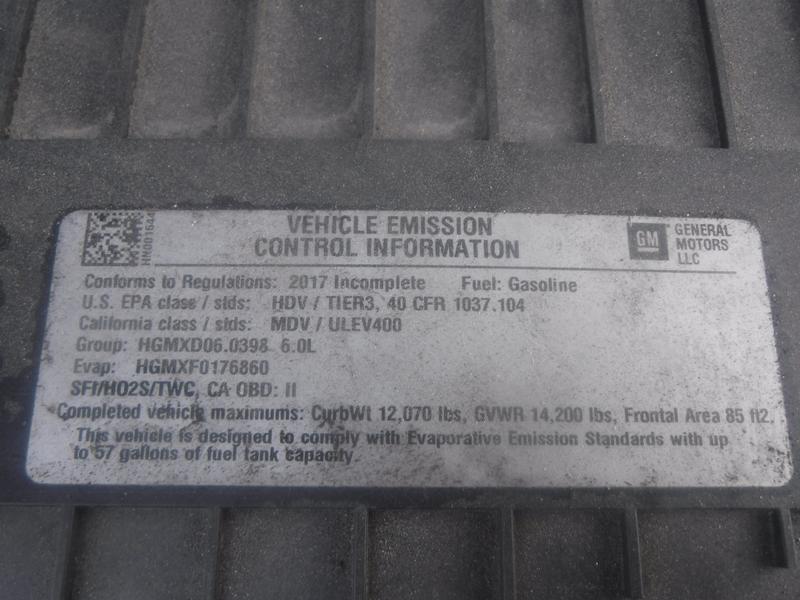 HN001544
VEHICLE EMISSION
CONTROL INFORMATION
GM
GENERAL
MOTORS
LLC
Conforms to Regulations: 2017 Incomplete Fuel: Gasoline
U.S. EPA class / stds: HDV / TIER3, 40 CFR 1037.104
California class / stds: MDV / ULEV400
Group: HGMXD06.0398 6.0L
Evap: HGMXF0176860
SFI/HO2S/TWC, CA OBD: II
Completed vehicle maximums: CurbWt 12,070 lbs, GVWR 14,200 lbs, Frontal Area 85 ft2.
This vehicle is designed to comply with Evaporative Emission Standards with up
to 57 gallons of fuel tank capacity.